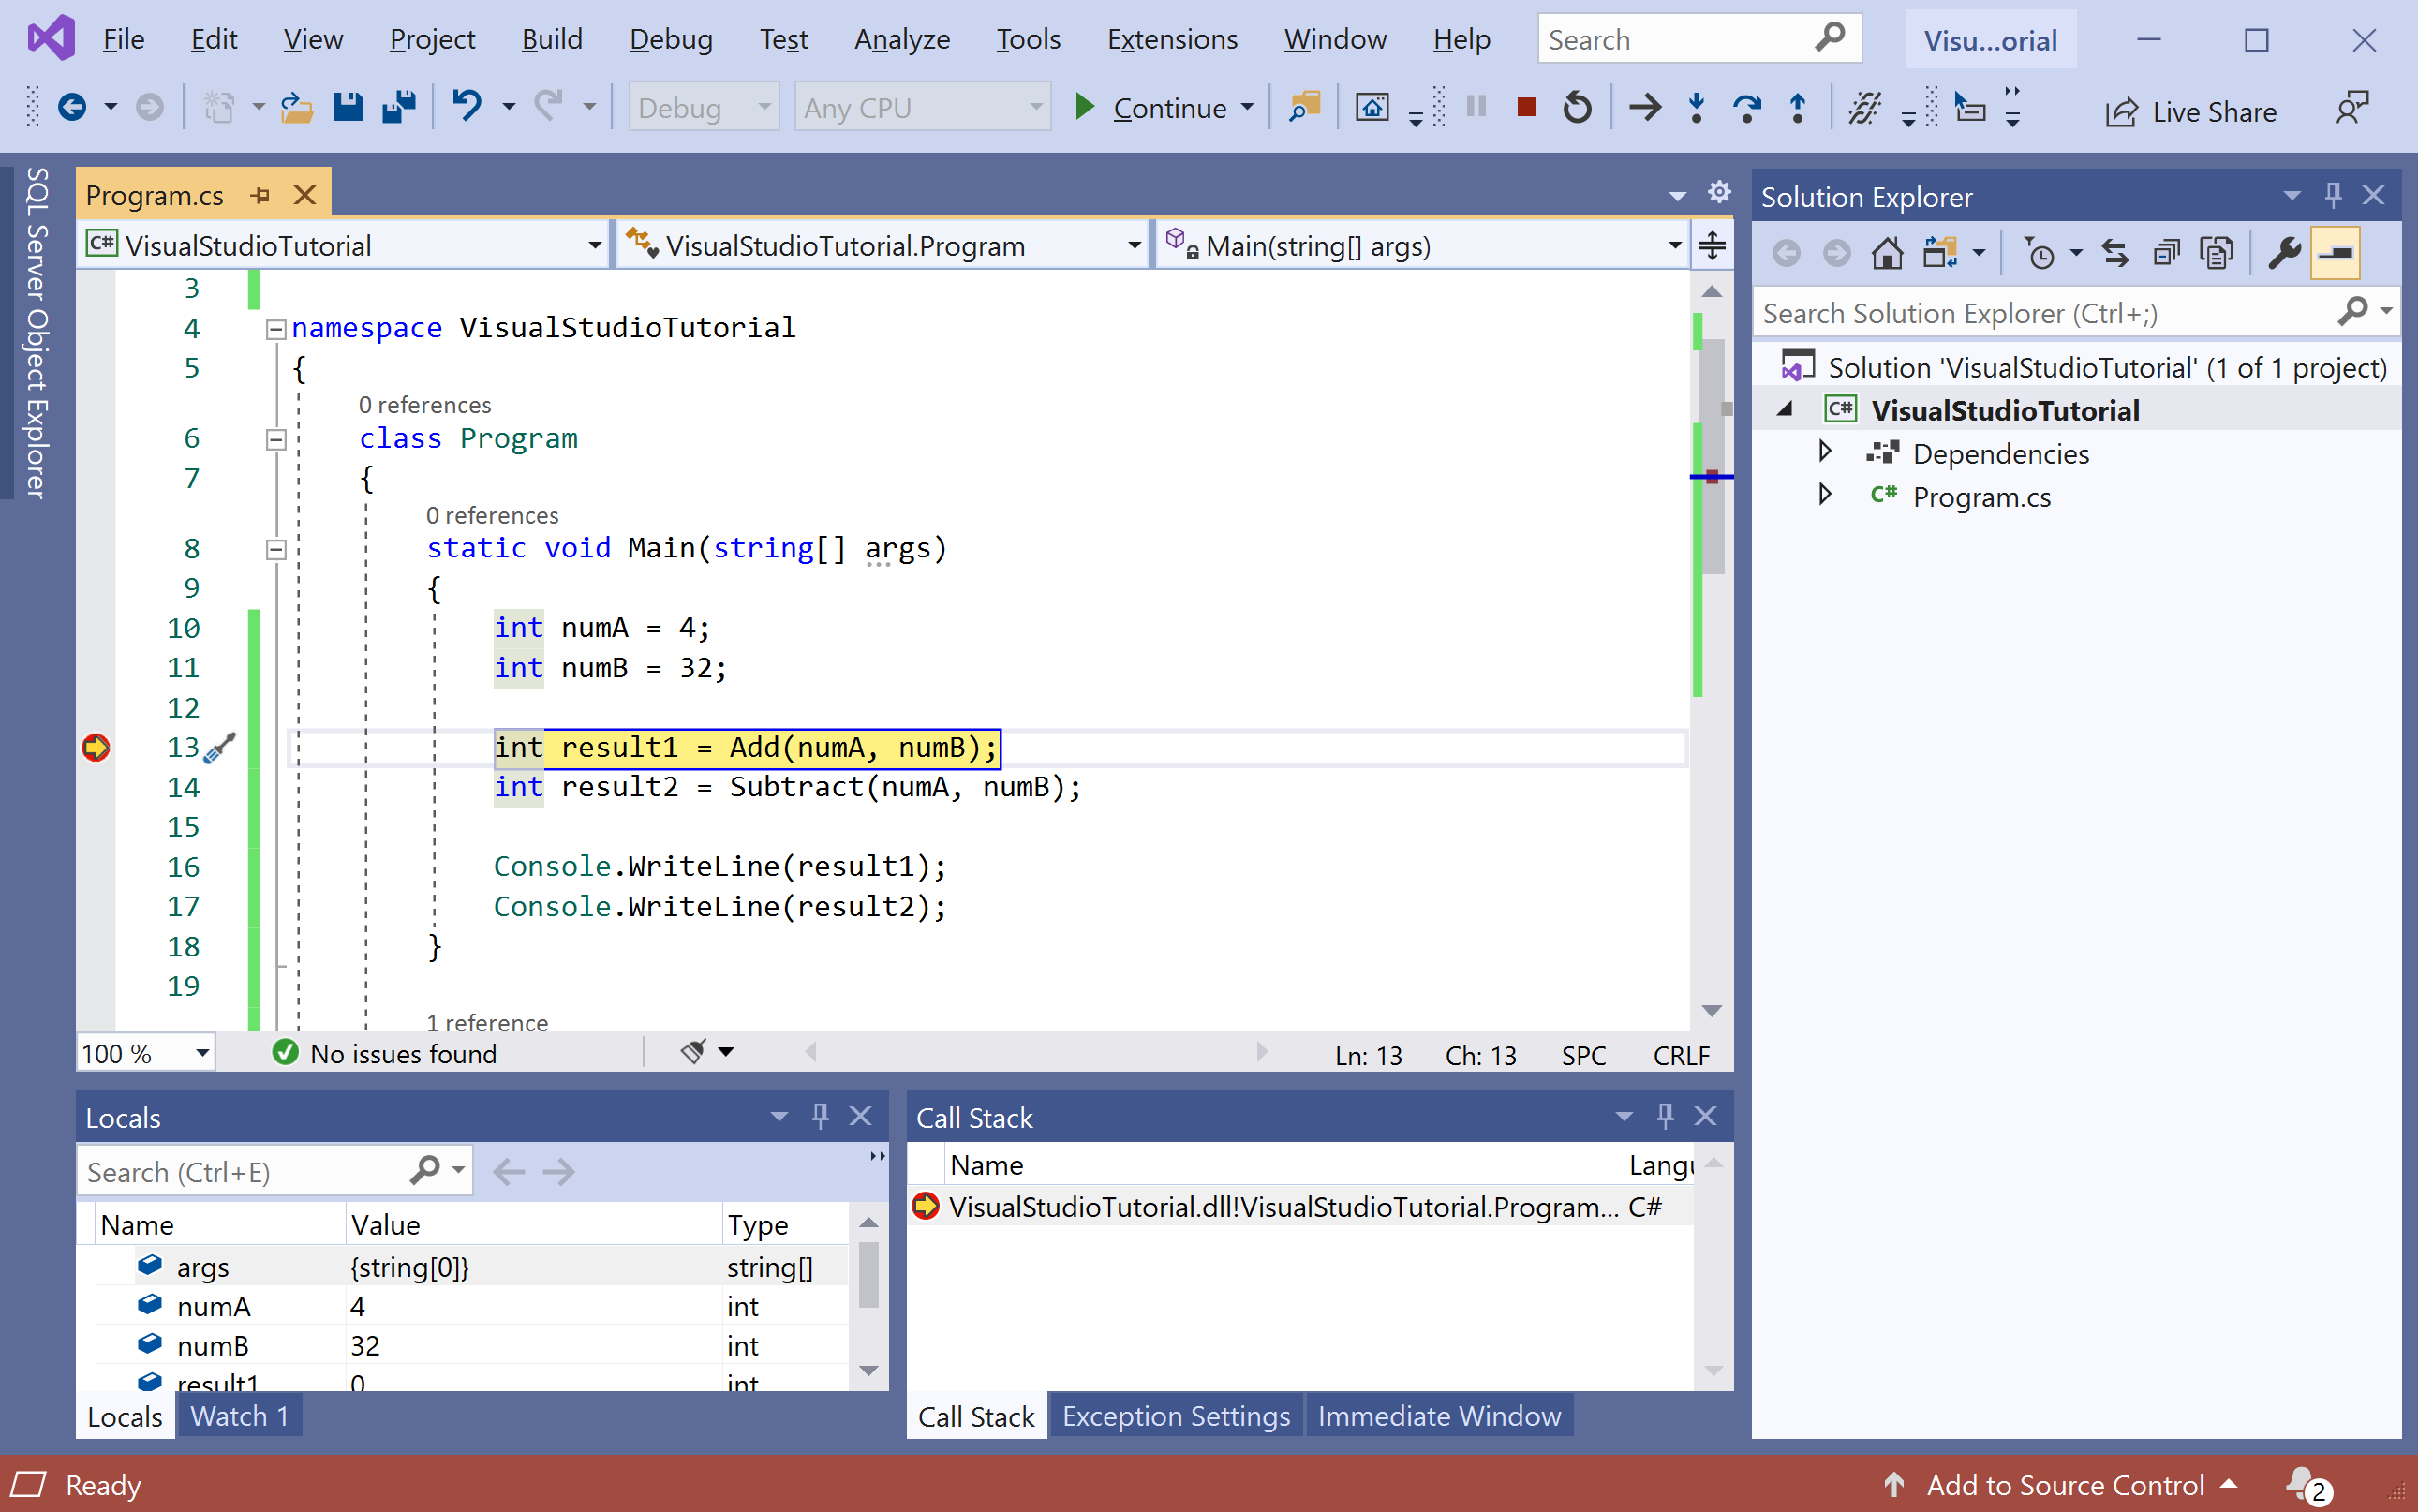 File Edit View Project Build Debug Test Analyze Tools Extensions Window Help Search Visu...orial
Debug Any CPU Continue Live Share
SQL Server Object Explorer
Program.cs
C# VisualStudioTutorial VisualStudioTutorial.Program Main(string[] args)
3
4 namespace VisualStudioTutorial
5 {
0 references
6 class Program
7 {
0 references
8 static void Main(string[] args)
9 {
10 int numA = 4;
11 int numB = 32;
12
13 int result1 = Add(numA, numB);
14 int result2 = Subtract(numA, numB);
15
16 Console.WriteLine(result1);
17 Console.WriteLine(result2);
18 }
19
1 reference
100 % No issues found Ln: 13 Ch: 13 SPC CRLF
Solution Explorer
Search Solution Explorer (Ctrl+;)
Solution 'VisualStudioTutorial' (1 of 1 project)
C# VisualStudioTutorial
Dependencies
C# Program.cs
Locals
Search (Ctrl+E)
Name Value Type
args {string[0]} string[]
numA 4 int
numB 32 int
result1 0 int
Locals Watch 1
Call Stack
Name Langu
VisualStudioTutorial.dll!VisualStudioTutorial.Program... C#
Call Stack Exception Settings Immediate Window
Ready Add to Source Control 2